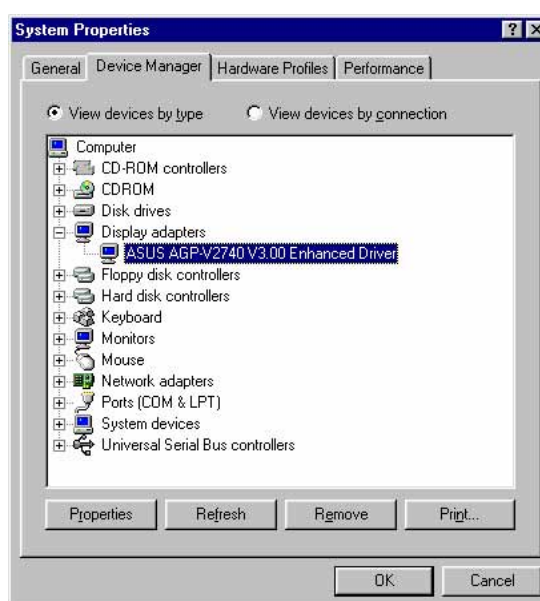 System Properties
General Device Manager Hardware Profiles Performance
View devices by type View devices by connection
Computer
CD-ROM controllers
CDROM
Disk drives
Display adapters
ASUS AGP-V2740 V3.00 Enhanced Driver
Floppy disk controllers
Hard disk controllers
Keyboard
Monitors
Mouse
Network adapters
Ports (COM & LPT)
System devices
Universal Serial Bus controllers
Properties Refresh Remove Print...
OK Cancel